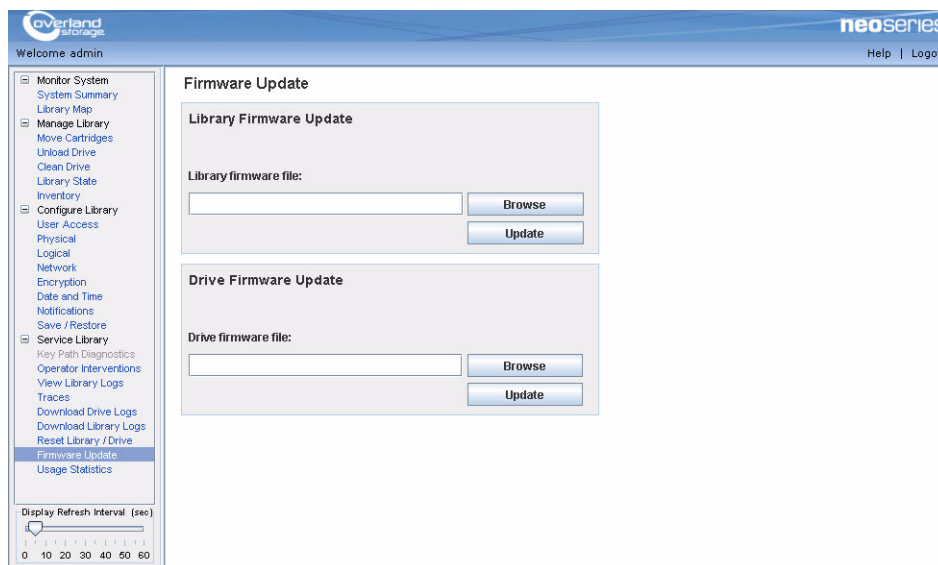 overland
storage.
neoseries
Welcome admin
Help | Logo
Monitor System
System Summary
Library Map
Manage Library
Move Cartridges
Unload Drive
Clean Drive
Library State
Inventory
Configure Library
User Access
Physical
Logical
Network
Encryption
Date and Time
Notifications
Save / Restore
Service Library
Key Path Diagnostics
Operator Interventions
View Library Logs
Traces
Download Drive Logs
Download Library Logs
Reset Library / Drive
Firmware Update
Usage Statistics
Display Refresh Interval (sec)
0 10 20 30 40 50 60
Firmware Update
Library Firmware Update
Library firmware file:
Browse
Update
Drive Firmware Update
Drive firmware file:
Browse
Update